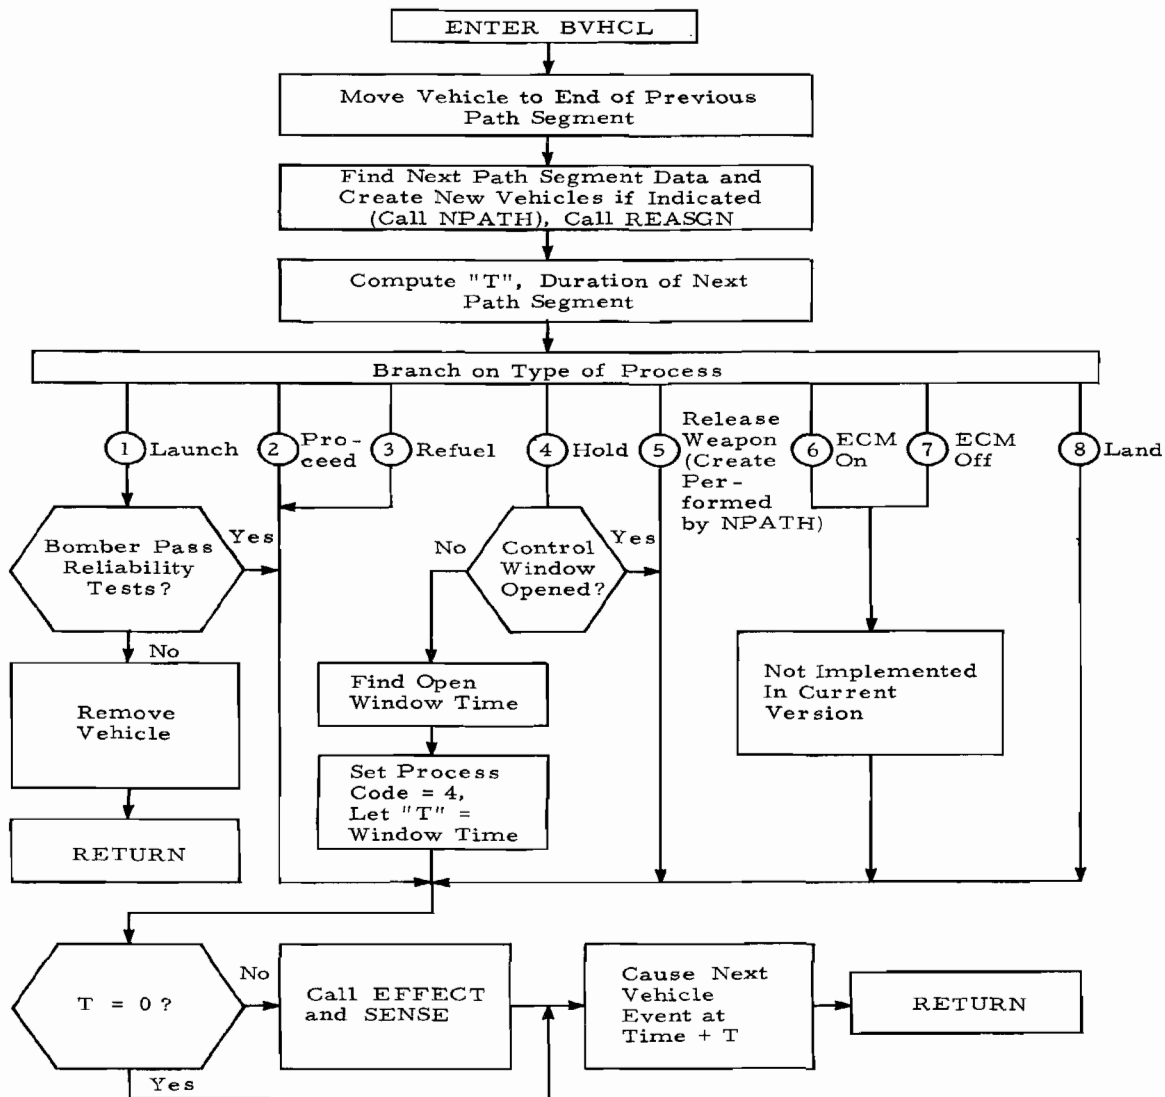 ENTER BVHCL
Move Vehicle to End of Previous
Path Segment
Find Next Path Segment Data and
Create New Vehicles if Indicated
(Call NPATH), Call REASGN
Compute "T", Duration of Next
Path Segment
Branch on Type of Process
1 Launch
2 Pro-
ceed
3 Refuel
4 Hold
5 Release
Weapon
(Create
Per-
formed
by NPATH)
6 ECM
On
7 ECM
Off
8 Land
Bomber Pass
Reliability
Tests?
Yes
No
Control
Window
Opened?
No
Yes
Remove
Vehicle
RETURN
Find Open
Window Time
Set Process
Code = 4,
Let "T" =
Window Time
Not Implemented
In Current
Version
T = 0?
No
Yes
Call EFFECT
and SENSE
Cause Next
Vehicle
Event at
Time + T
RETURN